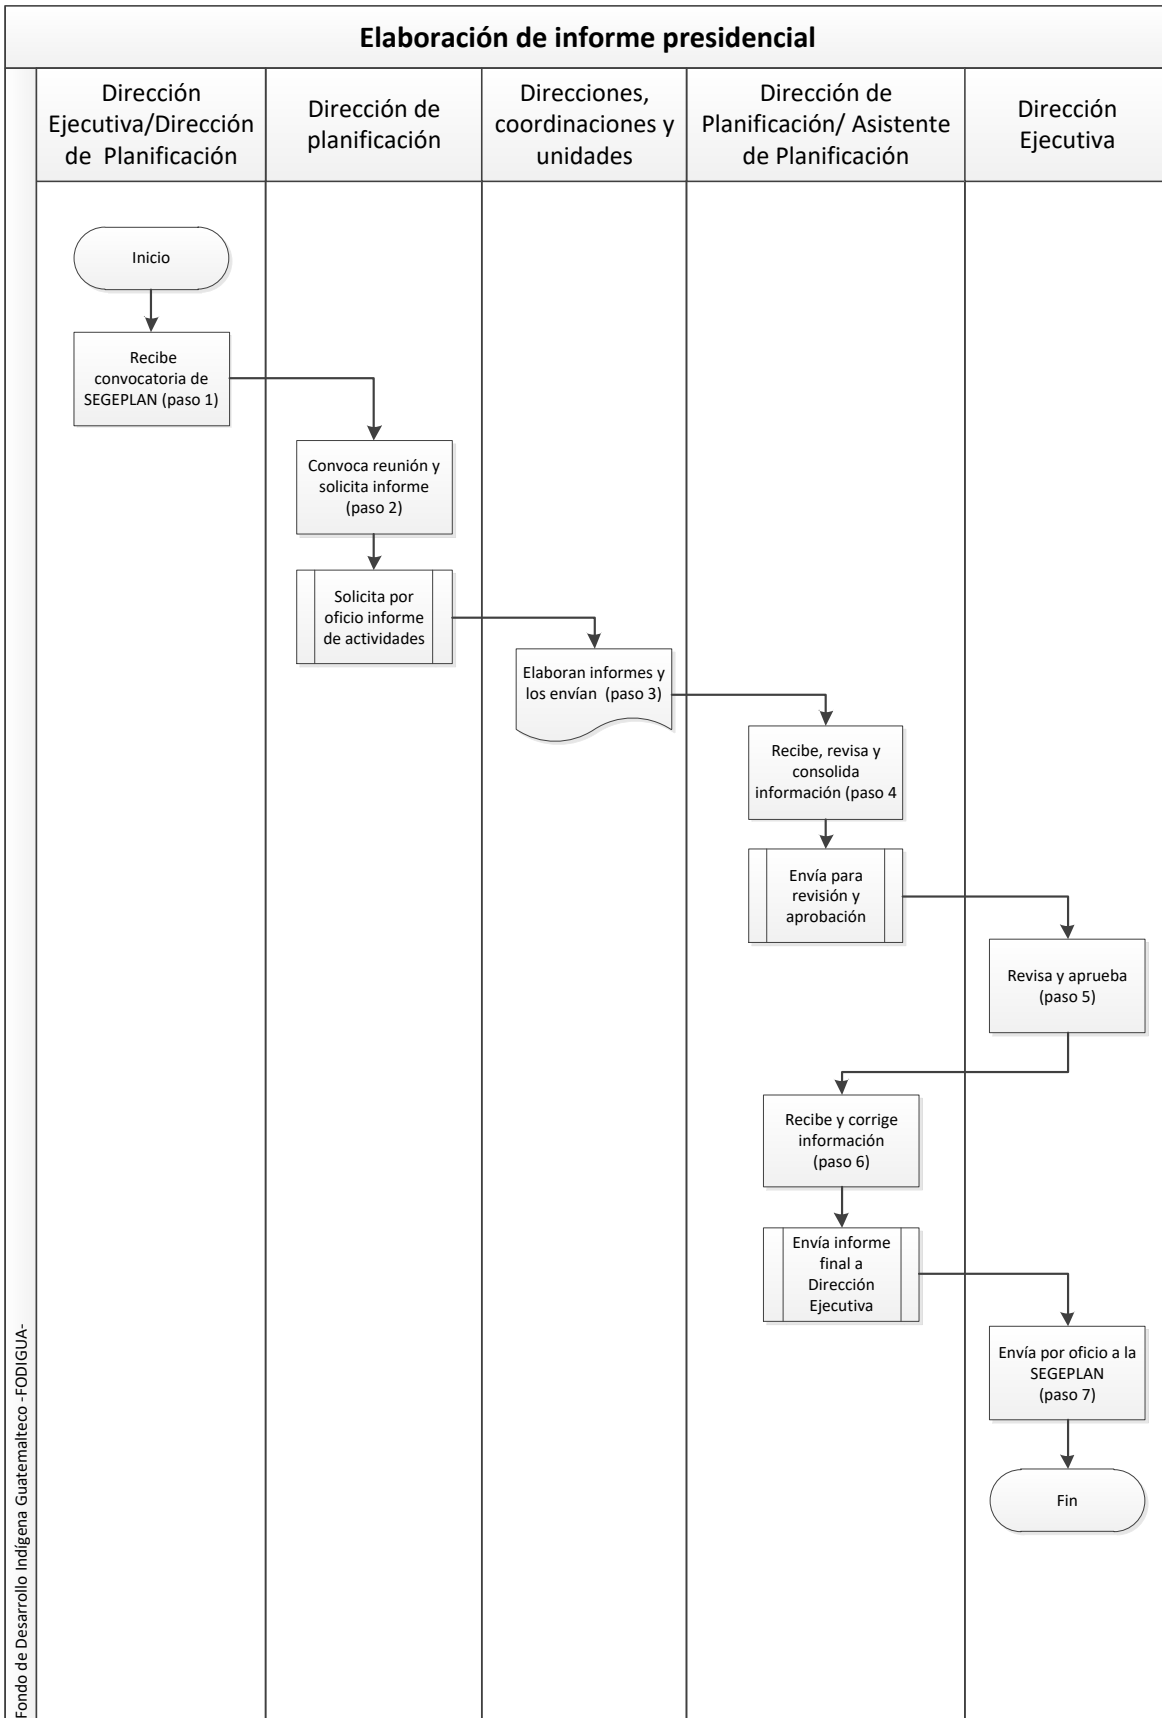 Elaboración de informe presidencial
Dirección
Ejecutiva/Dirección
de Planificación
Dirección de
planificación
Direcciones,
coordinaciones y
unidades
Dirección de
Planificación/ Asistente
de Planificación
Dirección
Ejecutiva
Inicio
Recibe
convocatoria de
SEGEPLAN (paso 1)
Convoca reunión y
solicita informe
(paso 2)
Solicita por
oficio informe
de actividades
Elaboran informes y
los envían (paso 3)
Recibe, revisa y
consolida
información (paso 4
Envía para
revisión y
aprobación
Revisa y aprueba
(paso 5)
Recibe y corrige
información
(paso 6)
Envía informe
final a
Dirección
Ejecutiva
Envía por oficio a la
SEGEPLAN
(paso 7)
Fin
Fondo de Desarrollo Indígena Guatemalteco -FODIGUA-